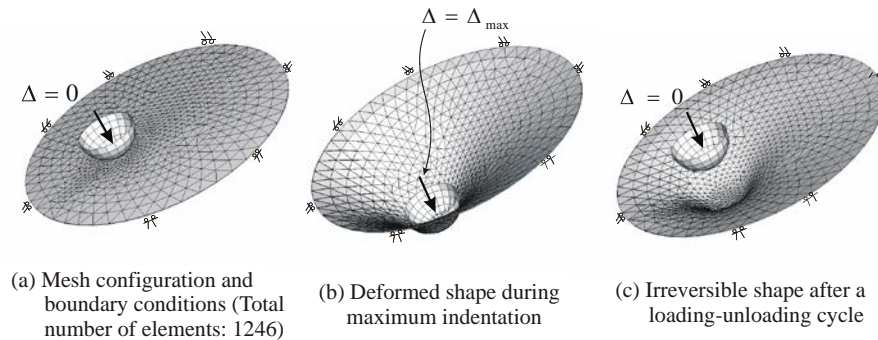 Δ = Δ max
Δ = 0
Δ = 0
(a) Mesh configuration and
boundary conditions (Total
number of elements: 1246)
(b) Deformed shape during
maximum indentation
(c) Irreversible shape after a
loading-unloading cycle